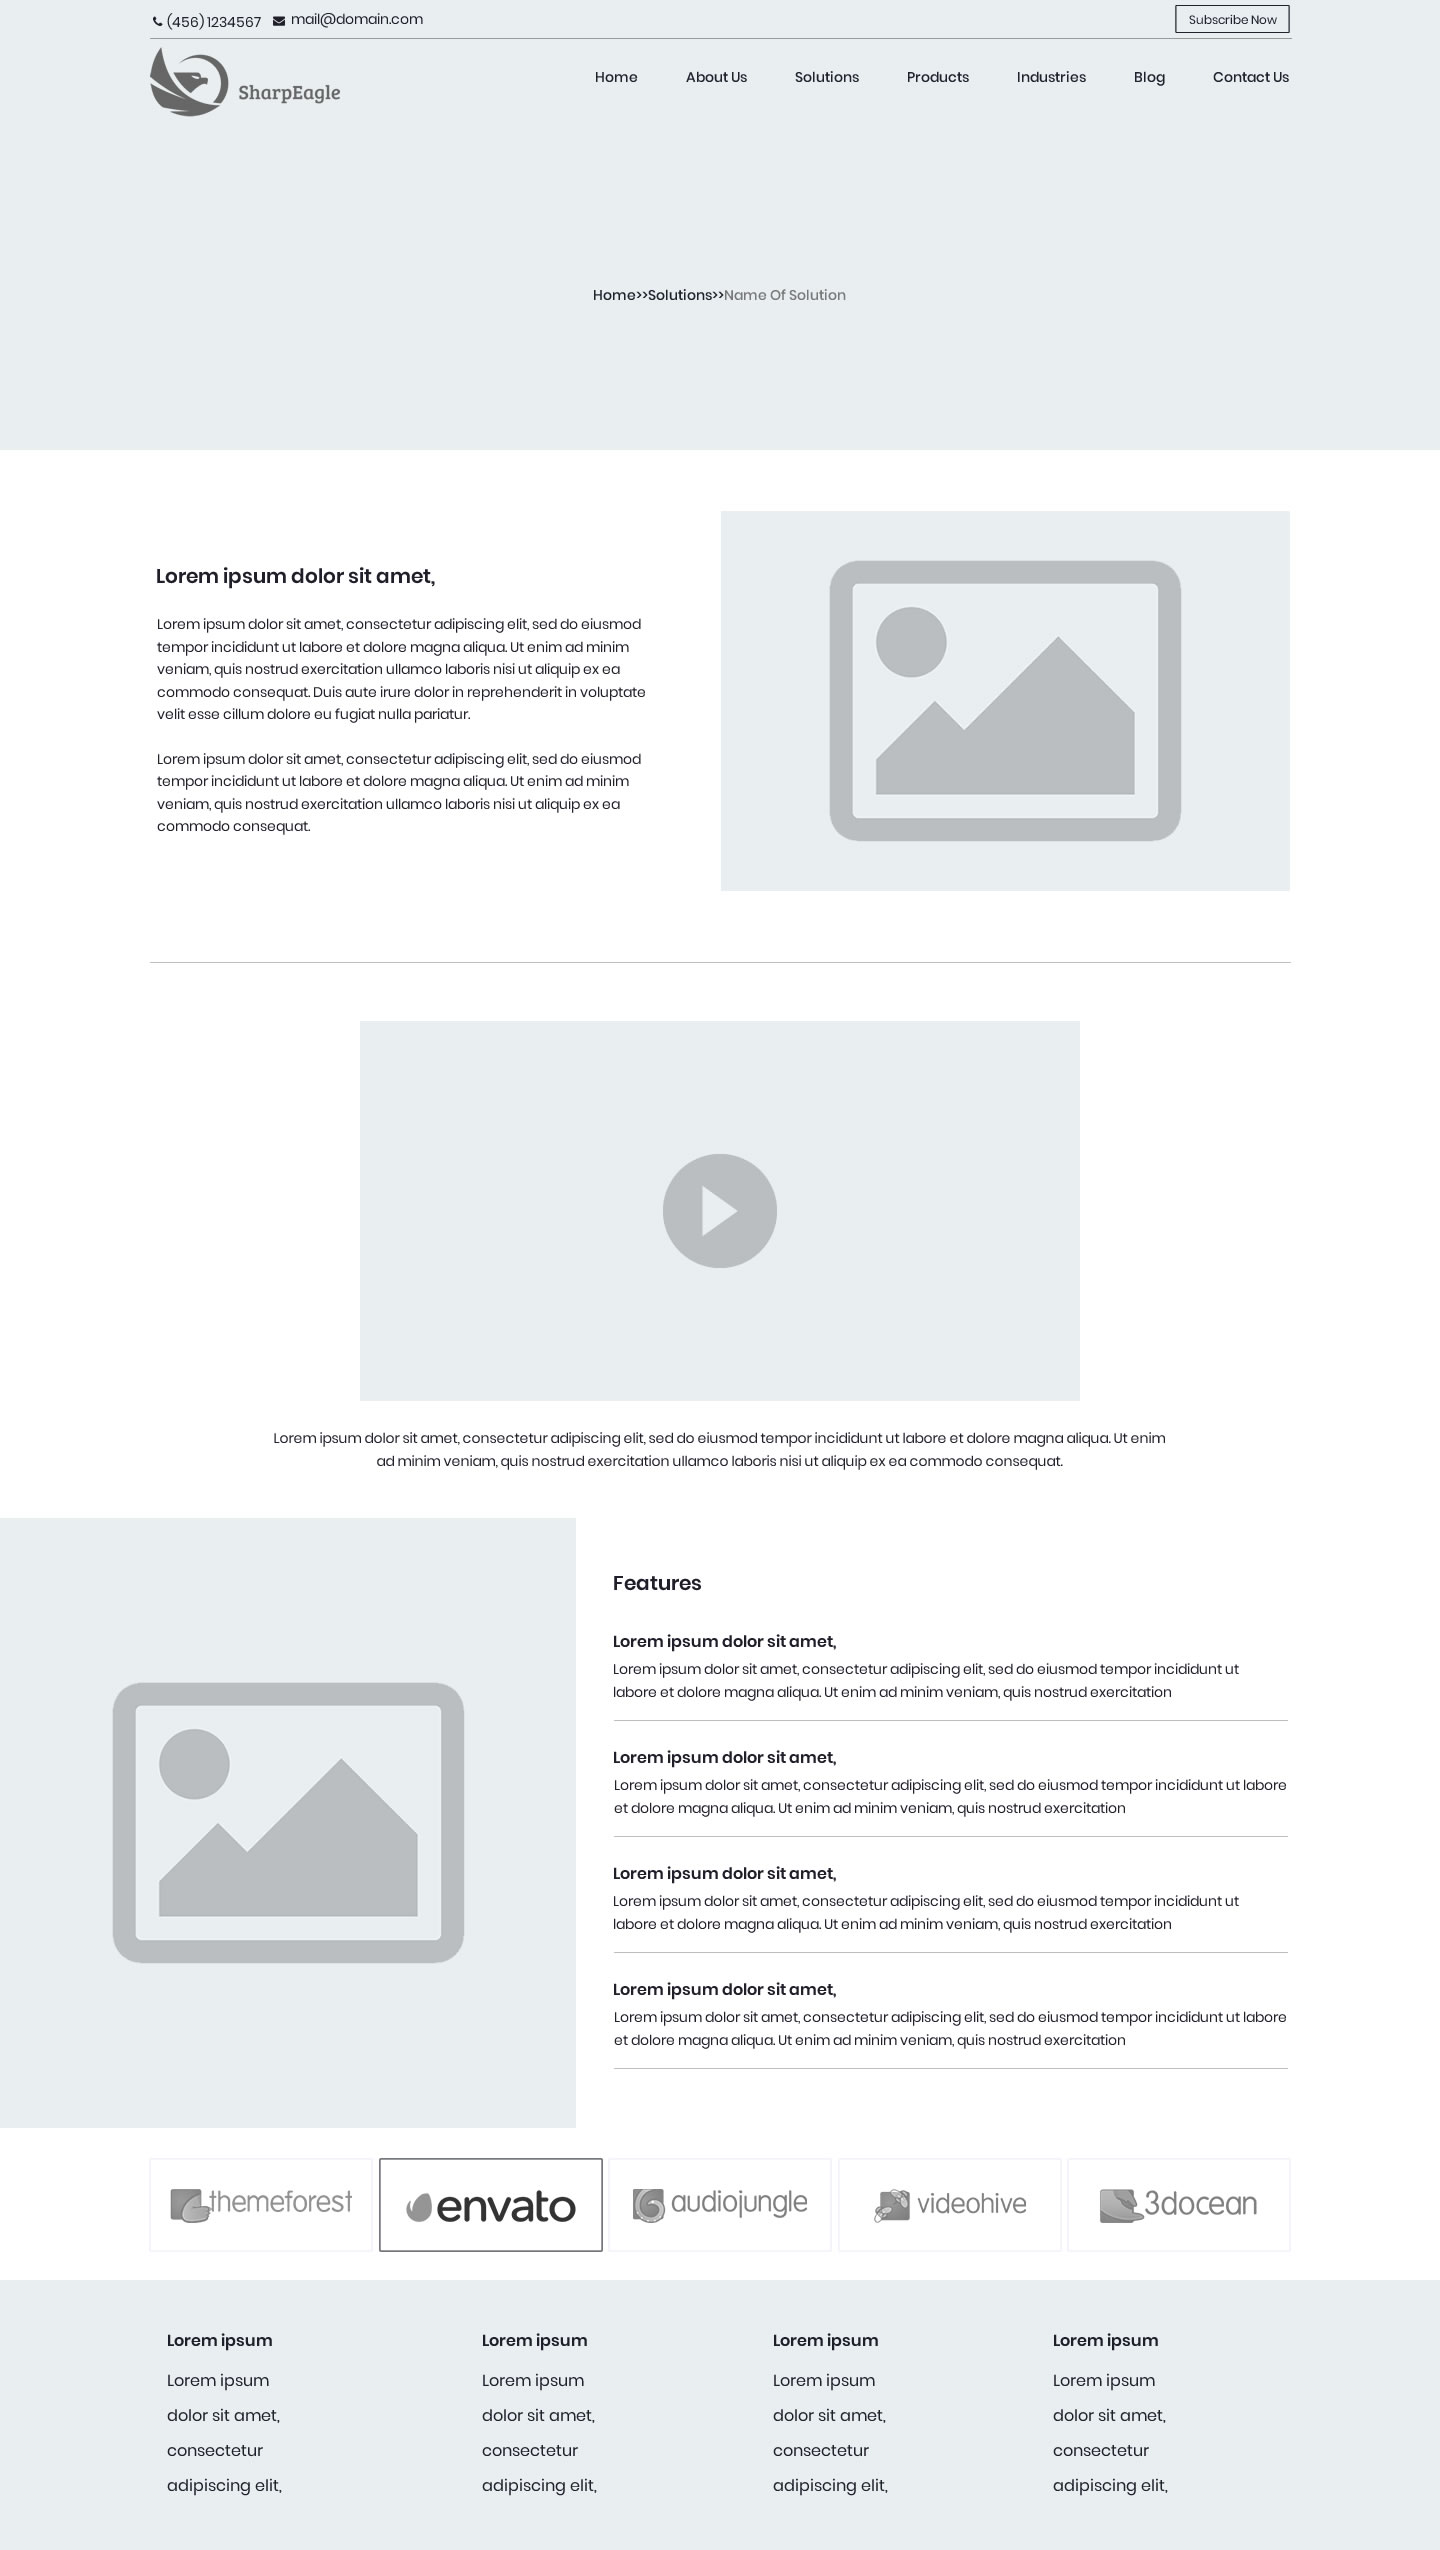 (456) 1234567 mail@domain.com Subscribe Now
SharpEagle
Home About Us Solutions Products Industries Blog Contact Us
Home>>Solutions>>Name Of Solution
Lorem ipsum dolor sit amet,
Lorem ipsum dolor sit amet, consectetur adipiscing elit, sed do eiusmod
tempor incididunt ut labore et dolore magna aliqua. Ut enim ad minim
veniam, quis nostrud exercitation ullamco laboris nisi ut aliquip ex ea
commodo consequat. Duis aute irure dolor in reprehenderit in voluptate
velit esse cillum dolore eu fugiat nulla pariatur.
Lorem ipsum dolor sit amet, consectetur adipiscing elit, sed do eiusmod
tempor incididunt ut labore et dolore magna aliqua. Ut enim ad minim
veniam, quis nostrud exercitation ullamco laboris nisi ut aliquip ex ea
commodo consequat.
Lorem ipsum dolor sit amet, consectetur adipiscing elit, sed do eiusmod tempor incididunt ut labore et dolore magna aliqua. Ut enim
ad minim veniam, quis nostrud exercitation ullamco laboris nisi ut aliquip ex ea commodo consequat.
Features
Lorem ipsum dolor sit amet,
Lorem ipsum dolor sit amet, consectetur adipiscing elit, sed do eiusmod tempor incididunt ut
labore et dolore magna aliqua. Ut enim ad minim veniam, quis nostrud exercitation
Lorem ipsum dolor sit amet,
Lorem ipsum dolor sit amet, consectetur adipiscing elit, sed do eiusmod tempor incididunt ut labore
et dolore magna aliqua. Ut enim ad minim veniam, quis nostrud exercitation
Lorem ipsum dolor sit amet,
Lorem ipsum dolor sit amet, consectetur adipiscing elit, sed do eiusmod tempor incididunt ut
labore et dolore magna aliqua. Ut enim ad minim veniam, quis nostrud exercitation
Lorem ipsum dolor sit amet,
Lorem ipsum dolor sit amet, consectetur adipiscing elit, sed do eiusmod tempor incididunt ut labore
et dolore magna aliqua. Ut enim ad minim veniam, quis nostrud exercitation
themeforest envato audiojungle videohive 3docean
Lorem ipsum Lorem ipsum Lorem ipsum Lorem ipsum
Lorem ipsum Lorem ipsum Lorem ipsum Lorem ipsum
dolor sit amet, dolor sit amet, dolor sit amet, dolor sit amet,
consectetur consectetur consectetur consectetur
adipiscing elit, adipiscing elit, adipiscing elit, adipiscing elit,